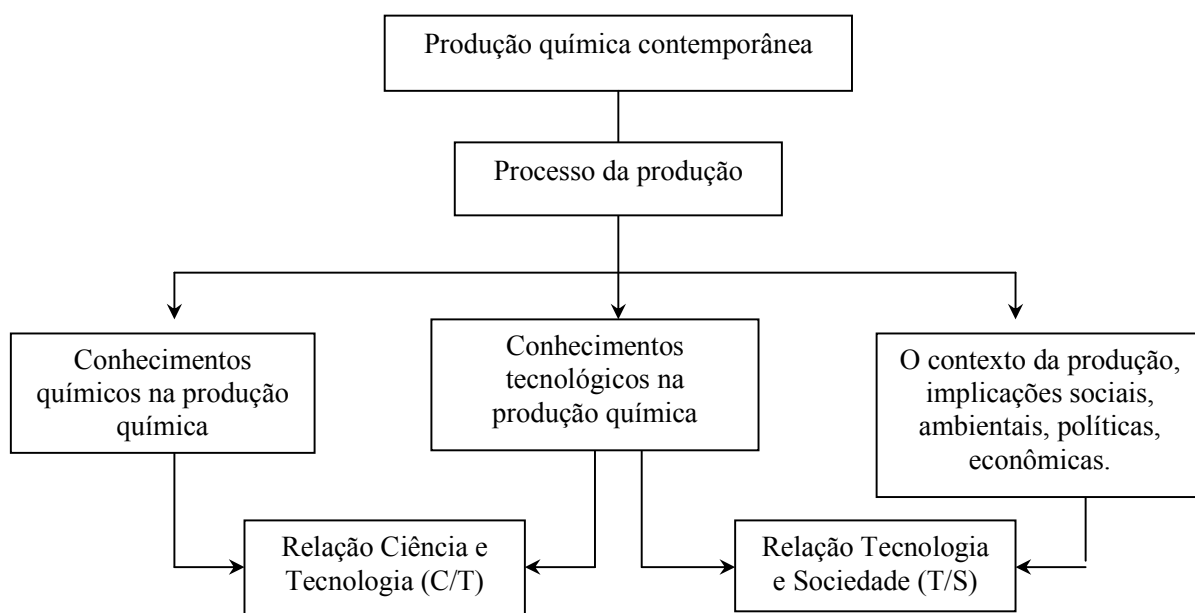 Produção química contemporânea
Processo da produção
Conhecimentos
químicos na produção
química
Conhecimentos
tecnológicos na
produção química
O contexto da produção,
implicações sociais,
ambientais, políticas,
econômicas.
Relação Ciência e
Tecnologia (C/T)
Relação Tecnologia
e Sociedade (T/S)